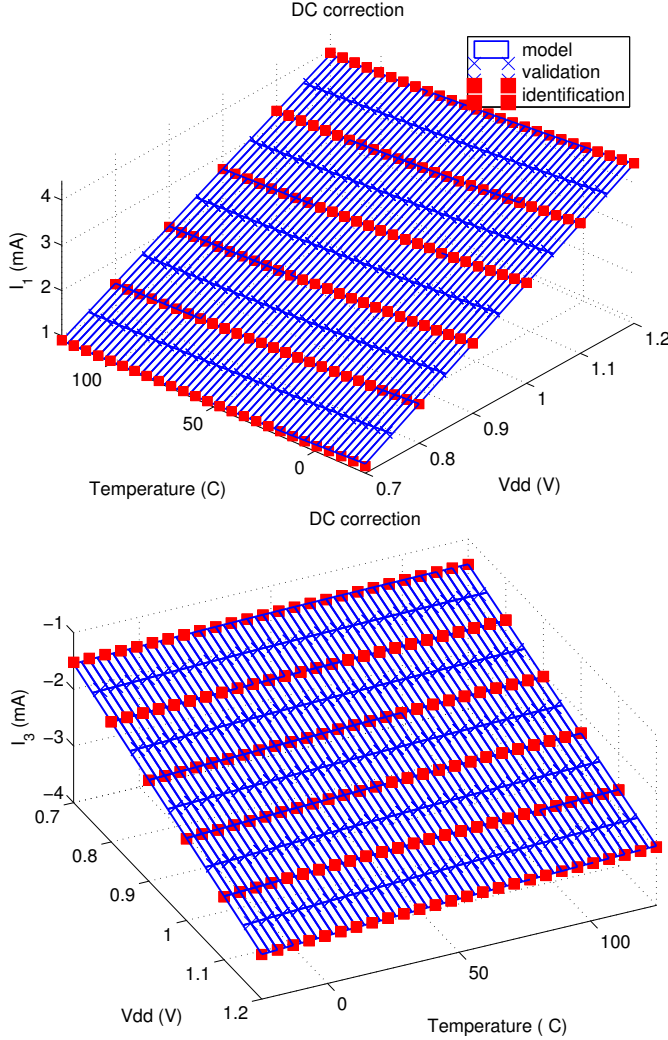 DC correction
model
validation
identification
4
3
2
1
I_1 (mA)
100
50
0
Temperature (C)
0.7
0.8
0.9
1
1.1
1.2
Vdd (V)
DC correction
−1
−2
−3
−4
I_3 (mA)
0.7
0.8
0.9
1
1.1
1.2
Vdd (V)
0
50
100
Temperature ( C)